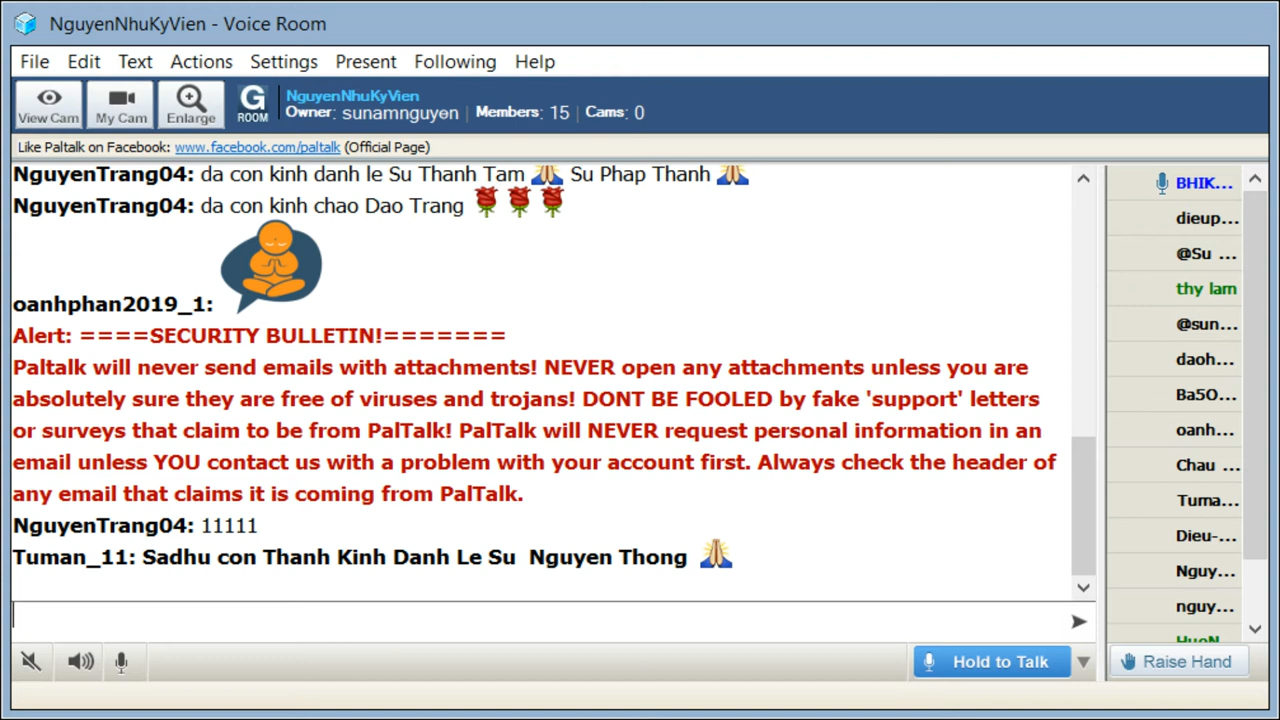 NguyenNhuKyVien - Voice Room
File Edit Text Actions Settings Present Following Help
View Cam My Cam Enlarge G ROOM
NguyenNhuKyVien
Owner: sunamnguyen Members: 15 Cams: 0
Like Paltalk on Facebook: www.facebook.com/paltalk (Official Page)
NguyenTrang04: da con kinh danh le Su Thanh Tam 🙏 Su Phap Thanh 🙏
NguyenTrang04: da con kinh chao Dao Trang 🌹 🌹 🌹
oanhphan2019_1:
Alert: ====SECURITY BULLETIN!=======
Paltalk will never send emails with attachments! NEVER open any attachments unless you are
absolutely sure they are free of viruses and trojans! DONT BE FOOLED by fake 'support' letters
or surveys that claim to be from PalTalk! PalTalk will NEVER request personal information in an
email unless YOU contact us with a problem with your account first. Always check the header of
any email that claims it is coming from PalTalk.
NguyenTrang04: 11111
Tuman_11: Sadhu con Thanh Kinh Danh Le Su Nguyen Thong 🙏
Hold to Talk
BHIK...
dieup...
@Su ...
thy lam
@sun...
daoh...
Ba5O...
oanh...
Chau ...
Tuma...
Dieu-...
Nguy...
nguy...
Raise Hand